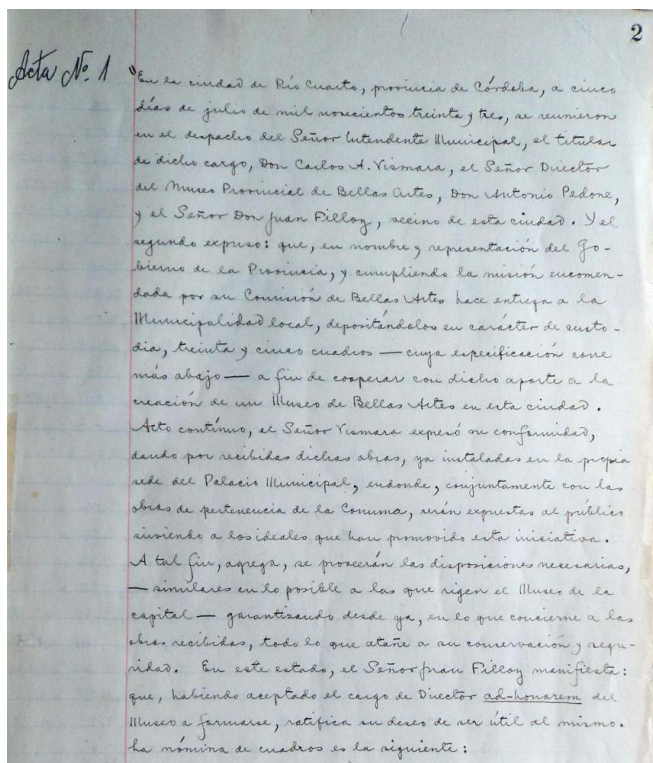 2
Acta Nº. 1
"En la ciudad de Río Cuarto, provincia de Córdoba, a cinco
días de julio de mil novecientos treinta y tres, se reunieron
en el despacho del Señor Intendente Municipal, el titular
de dicho cargo, Don Carlos A. Vismara, el Señor Director
del Museo Provincial de Bellas Artes, Don Antonio Pedone,
y el Señor Don Juan Filloy, vecino de esta ciudad. Y el
segundo expuso: que, en nombre y representación del Go-
bierno de la Provincia, y cumpliendo la misión encomen-
dada por su Comisión de Bellas Artes hace entrega a la
Municipalidad local, depositándolos en carácter de custo-
dia, treinta y cinco cuadros — cuya especificación corre
más abajo — a fin de cooperar con dicho aporte a la
creación de un Museo de Bellas Artes en esta ciudad.
Acto contínuo, el Señor Vismara expresó su conformidad,
dando por recibidas dichas obras, ya instaladas en la propia
sede del Palacio Municipal, endonde, conjuntamente con las
obras de pertenencia de la Comuna, serán expuestas al público
sirviendo a los ideales que han promovido esta iniciativa.
A tal fin, agrega, se proveerán las disposiciones necesarias,
— similares en lo posible a las que rigen el Museo de la
capital — garantizando desde ya, en lo que concierne a las
obras recibidas, todo lo que atañe a su conservación y segu-
ridad. En este estado, el Señor Juan Filloy manifiesta:
que, habiendo aceptado el cargo de Director ad-honorem del
Museo a formarse, ratifica su deseo de ser útil al mismo.
La nómina de cuadros es la siguiente: